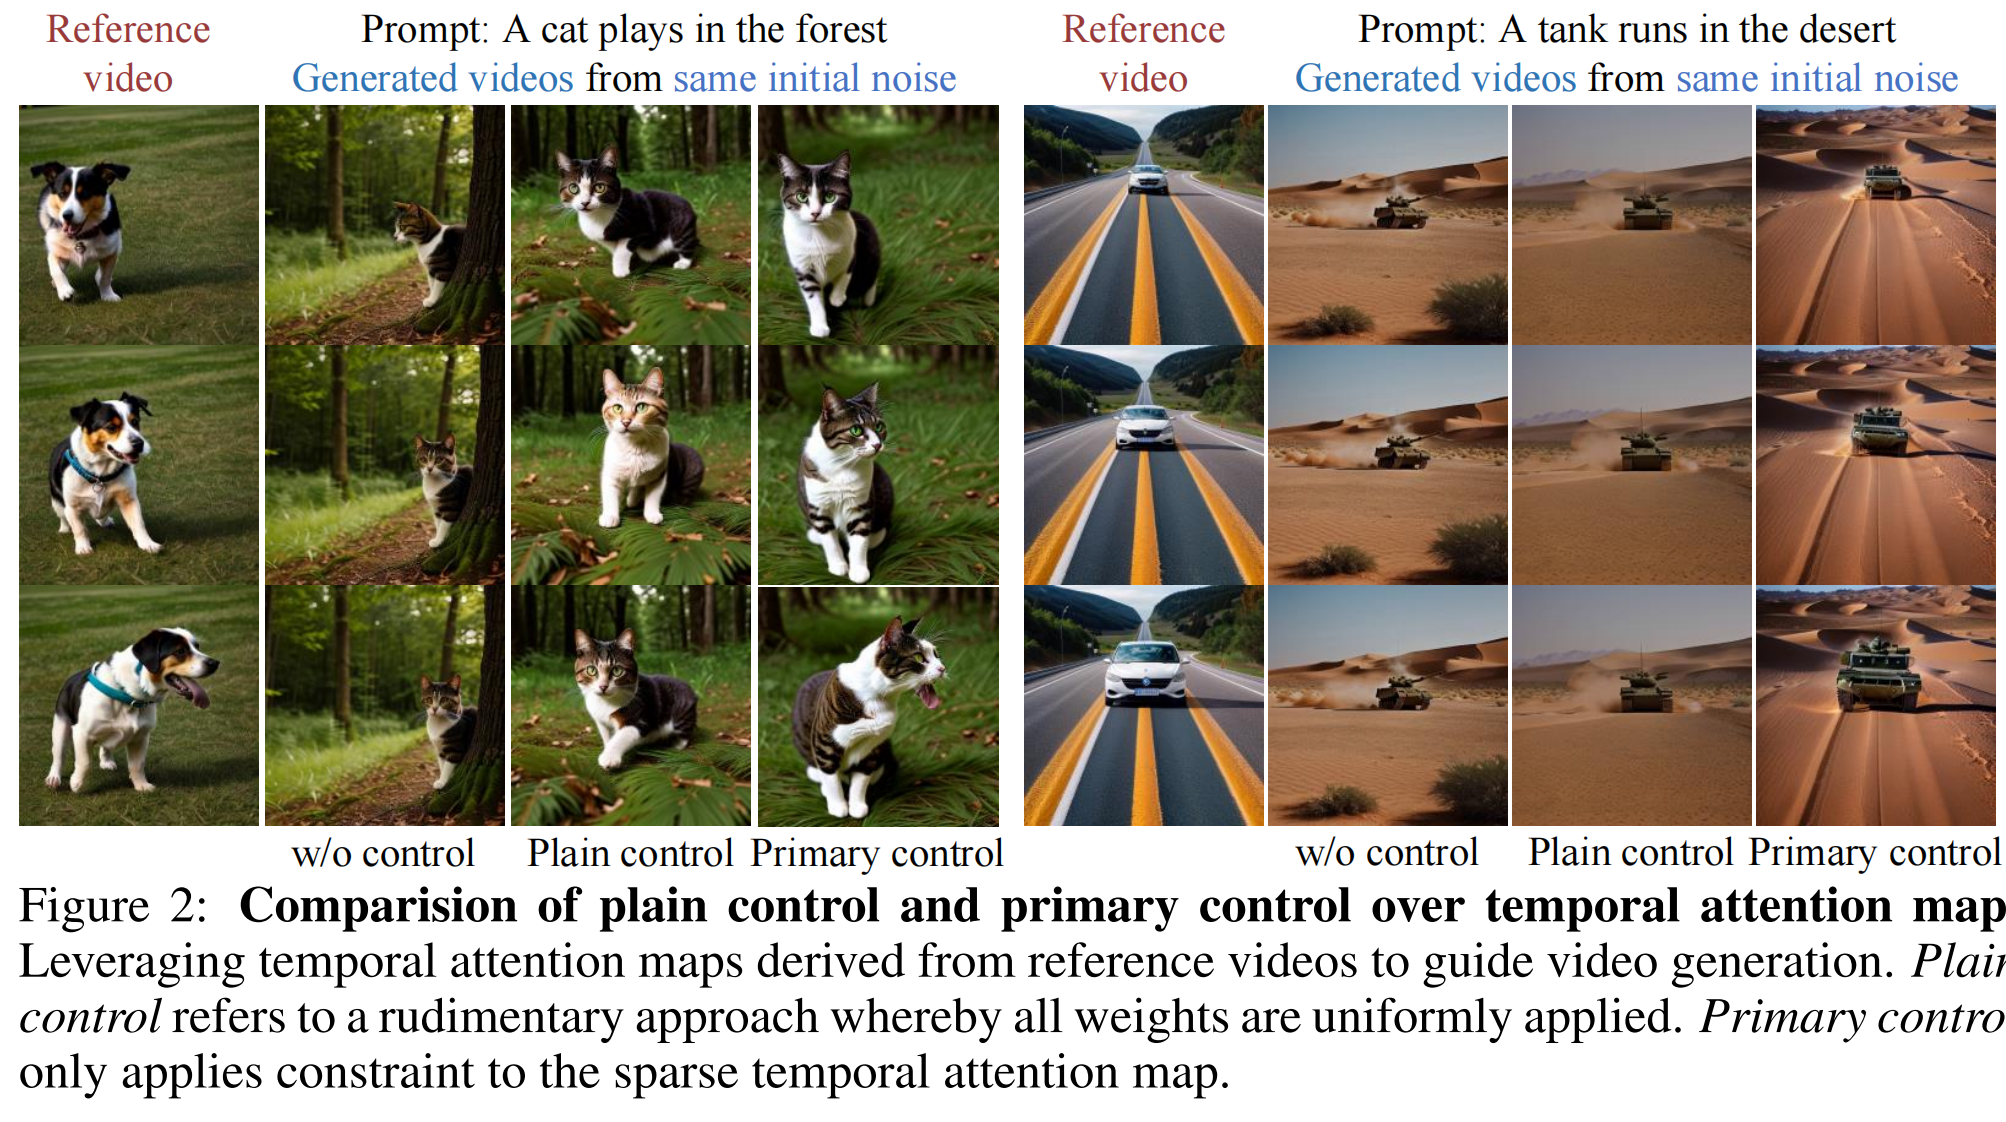 Reference
video
Prompt: A cat plays in the forest
Generated videos from same initial noise
Reference
video
Prompt: A tank runs in the desert
Generated videos from same initial noise
w/o control
Plain control
Primary control
w/o control
Plain control
Primary control
Figure 2: Comparision of plain control and primary control over temporal attention map
Leveraging temporal attention maps derived from reference videos to guide video generation. Plain
control refers to a rudimentary approach whereby all weights are uniformly applied. Primary contro
only applies constraint to the sparse temporal attention map.